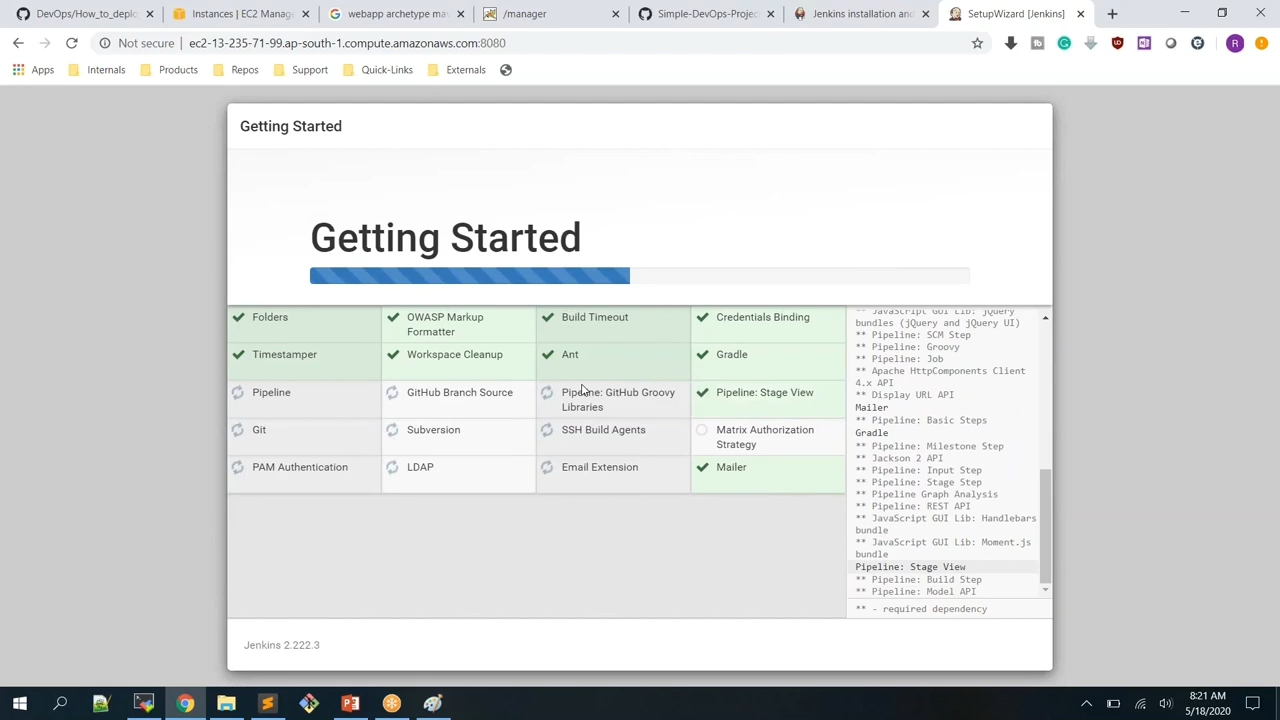 DevOps/How_to_deplo
Instances | EC2 Manage
webapp archetype mav
/manager
Simple-DevOps-Project
Jenkins installation and
SetupWizard [Jenkins]
Not secure
ec2-13-235-71-99.ap-south-1.compute.amazonaws.com:8080
R
Apps
Internals
Products
Repos
Support
Quick-Links
Externals
Getting Started
Getting Started
Folders
OWASP Markup
Formatter
Build Timeout
Credentials Binding
Timestamper
Workspace Cleanup
Ant
Gradle
Pipeline
GitHub Branch Source
Pipeline: GitHub Groovy
Libraries
Pipeline: Stage View
Git
Subversion
SSH Build Agents
Matrix Authorization
Strategy
PAM Authentication
LDAP
Email Extension
Mailer
** JavaScript GUI Lib: jQuery
bundles (jQuery and jQuery UI)
** Pipeline: SCM Step
** Pipeline: Groovy
** Pipeline: Job
** Apache HttpComponents Client
4.x API
** Display URL API
Mailer
** Pipeline: Basic Steps
Gradle
** Pipeline: Milestone Step
** Jackson 2 API
** Pipeline: Input Step
** Pipeline: Stage Step
** Pipeline Graph Analysis
** Pipeline: REST API
** JavaScript GUI Lib: Handlebars
bundle
** JavaScript GUI Lib: Moment.js
bundle
Pipeline: Stage View
** Pipeline: Build Step
** Pipeline: Model API
** - required dependency
Jenkins 2.222.3
8:21 AM
5/18/2020